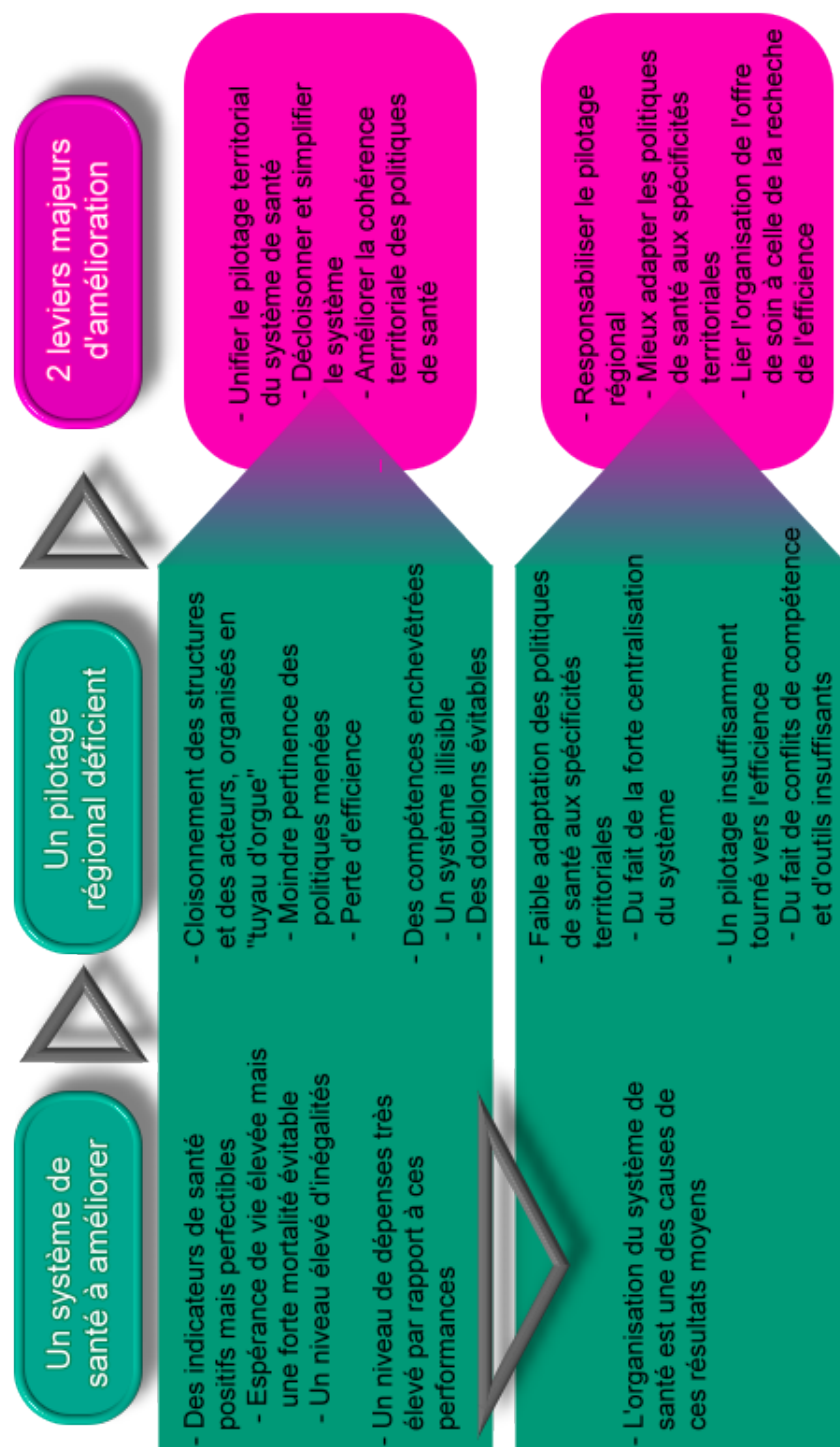 Un système de
santé à améliorer
Un pilotage
régional déficient
2 leviers majeurs
d'amélioration
- Des indicateurs de santé
positifs mais perfectibles
- Espérance de vie élevée mais
une forte mortalité évitable
- Un niveau élevé d'inégalités
- Un niveau de dépenses très
élevé par rapport à ces
performances
- Cloisonnement des structures
et des acteurs, organisés en
"tuyau d'orgue"
- Moindre pertinence des
politiques menées
- Perte d'efficience
- Des compétences enchevêtrées
- Un système illisible
- Des doublons évitables
- Unifier le pilotage territorial
du système de santé
- Décloisonner et simplifier
le système
- Améliorer la cohérence
territoriale des politiques
de santé
- L'organisation du système de
santé est une des causes de
ces résultats moyens
- Faible adaptation des politiques
de santé aux spécificités
territoriales
- Du fait de la forte centralisation
du système
- Un pilotage insuffisamment
tourné vers l'efficience
- Du fait de conflits de compétence
et d'outils insuffisants
- Responsabiliser le pilotage
régional
- Mieux adapter les politiques
de santé aux spécificités
territoriales
- Lier l'organisation de l'offre
de soin à celle de la recheche
de l'efficience